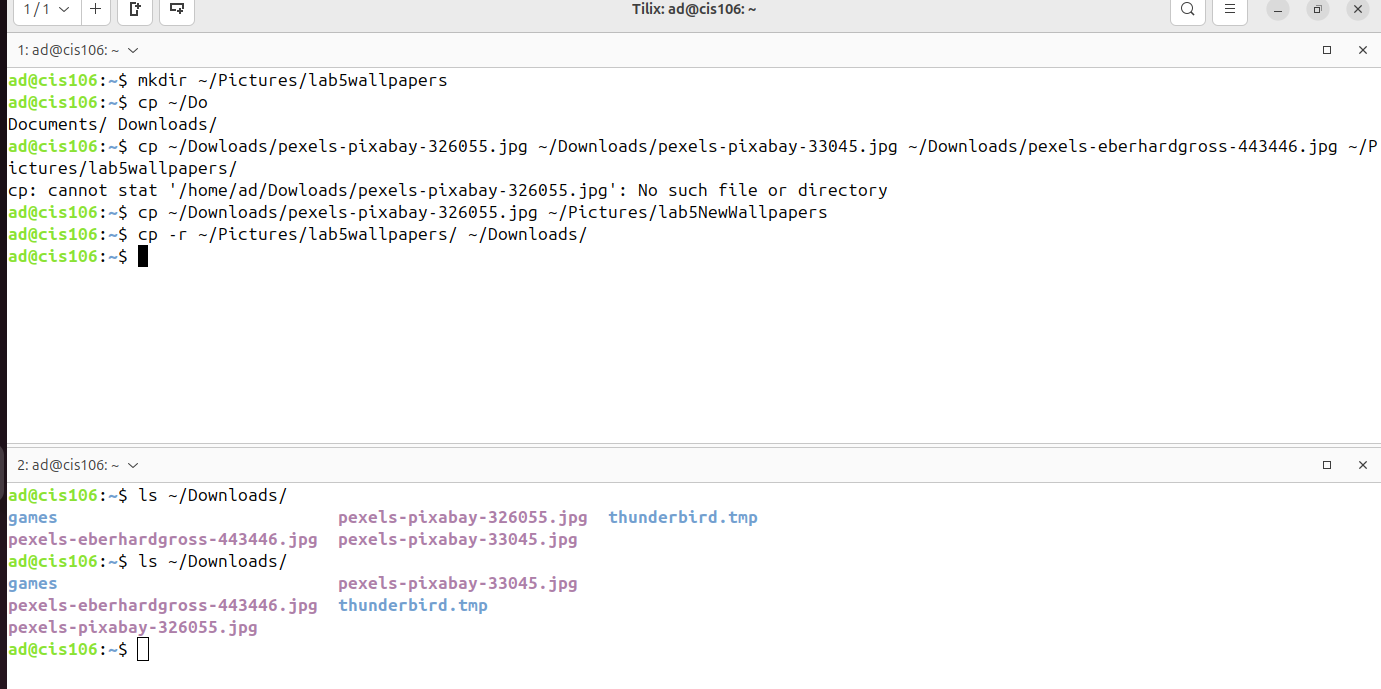 1 / 1
Tilix: ad@cis106: ~
1: ad@cis106: ~
ad@cis106:~$ mkdir ~/Pictures/lab5wallpapers
ad@cis106:~$ cp ~/Do
Documents/ Downloads/
ad@cis106:~$ cp ~/Dowloads/pexels-pixabay-326055.jpg ~/Downloads/pexels-pixabay-33045.jpg ~/Downloads/pexels-eberhardgross-443446.jpg ~/P
ictures/lab5wallpapers/
cp: cannot stat '/home/ad/Dowloads/pexels-pixabay-326055.jpg': No such file or directory
ad@cis106:~$ cp ~/Downloads/pexels-pixabay-326055.jpg ~/Pictures/lab5NewWallpapers
ad@cis106:~$ cp -r ~/Pictures/lab5wallpapers/ ~/Downloads/
ad@cis106:~$
2: ad@cis106: ~
ad@cis106:~$ ls ~/Downloads/
games pexels-pixabay-326055.jpg thunderbird.tmp
pexels-eberhardgross-443446.jpg pexels-pixabay-33045.jpg
ad@cis106:~$ ls ~/Downloads/
games pexels-pixabay-33045.jpg
pexels-eberhardgross-443446.jpg thunderbird.tmp
pexels-pixabay-326055.jpg
ad@cis106:~$